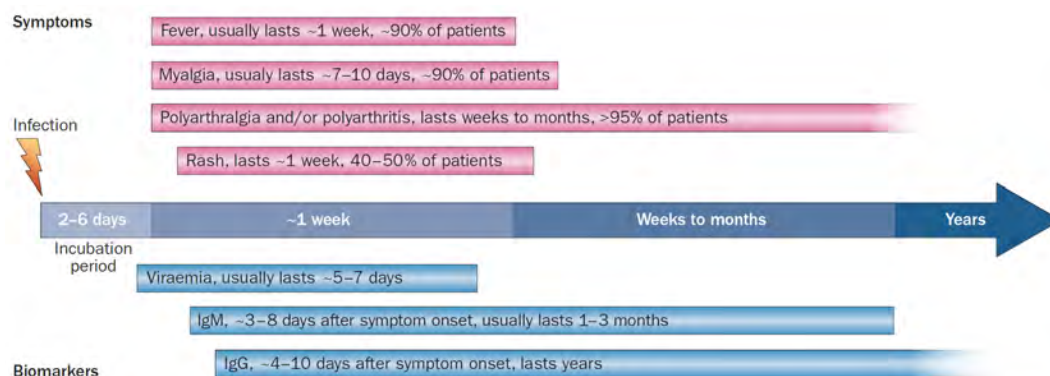 Symptoms
Fever, usually lasts ~1 week, ~90% of patients
Myalgia, usualy lasts ~7–10 days, ~90% of patients
Polyarthralgia and/or polyarthritis, lasts weeks to months, >95% of patients
Infection
Rash, lasts ~1 week, 40–50% of patients
2–6 days ~1 week Weeks to months Years
Incubation
period
Viraemia, usually lasts ~5–7 days
IgM, ~3–8 days after symptom onset, usually lasts 1–3 months
IgG, ~4–10 days after symptom onset, lasts years
Biomarkers